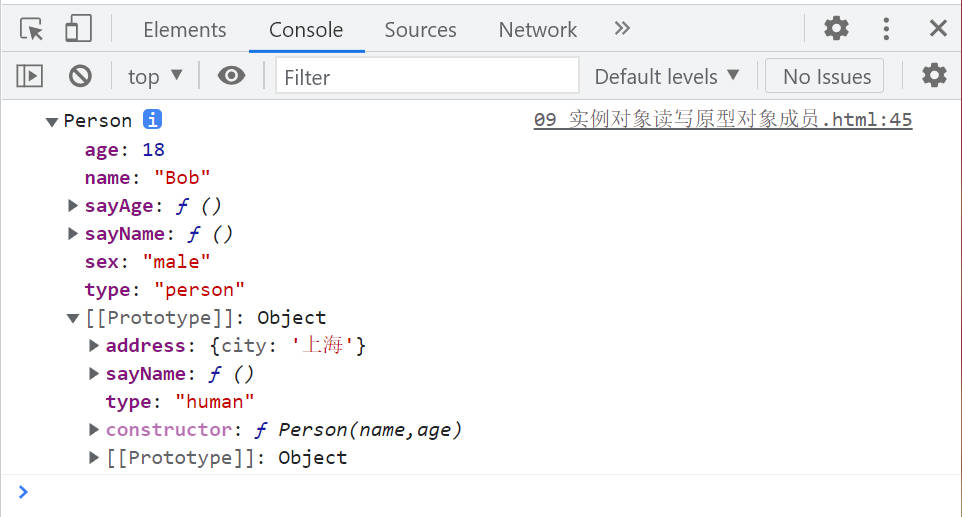 Elements Console Sources Network
top Filter Default levels No Issues
Person 09 实例对象读写原型对象成员.html:45
age: 18
name: "Bob"
sayAge: ƒ ()
sayName: ƒ ()
sex: "male"
type: "person"
[[Prototype]]: Object
address: {city: '上海'}
sayName: ƒ ()
type: "human"
constructor: ƒ Person(name,age)
[[Prototype]]: Object